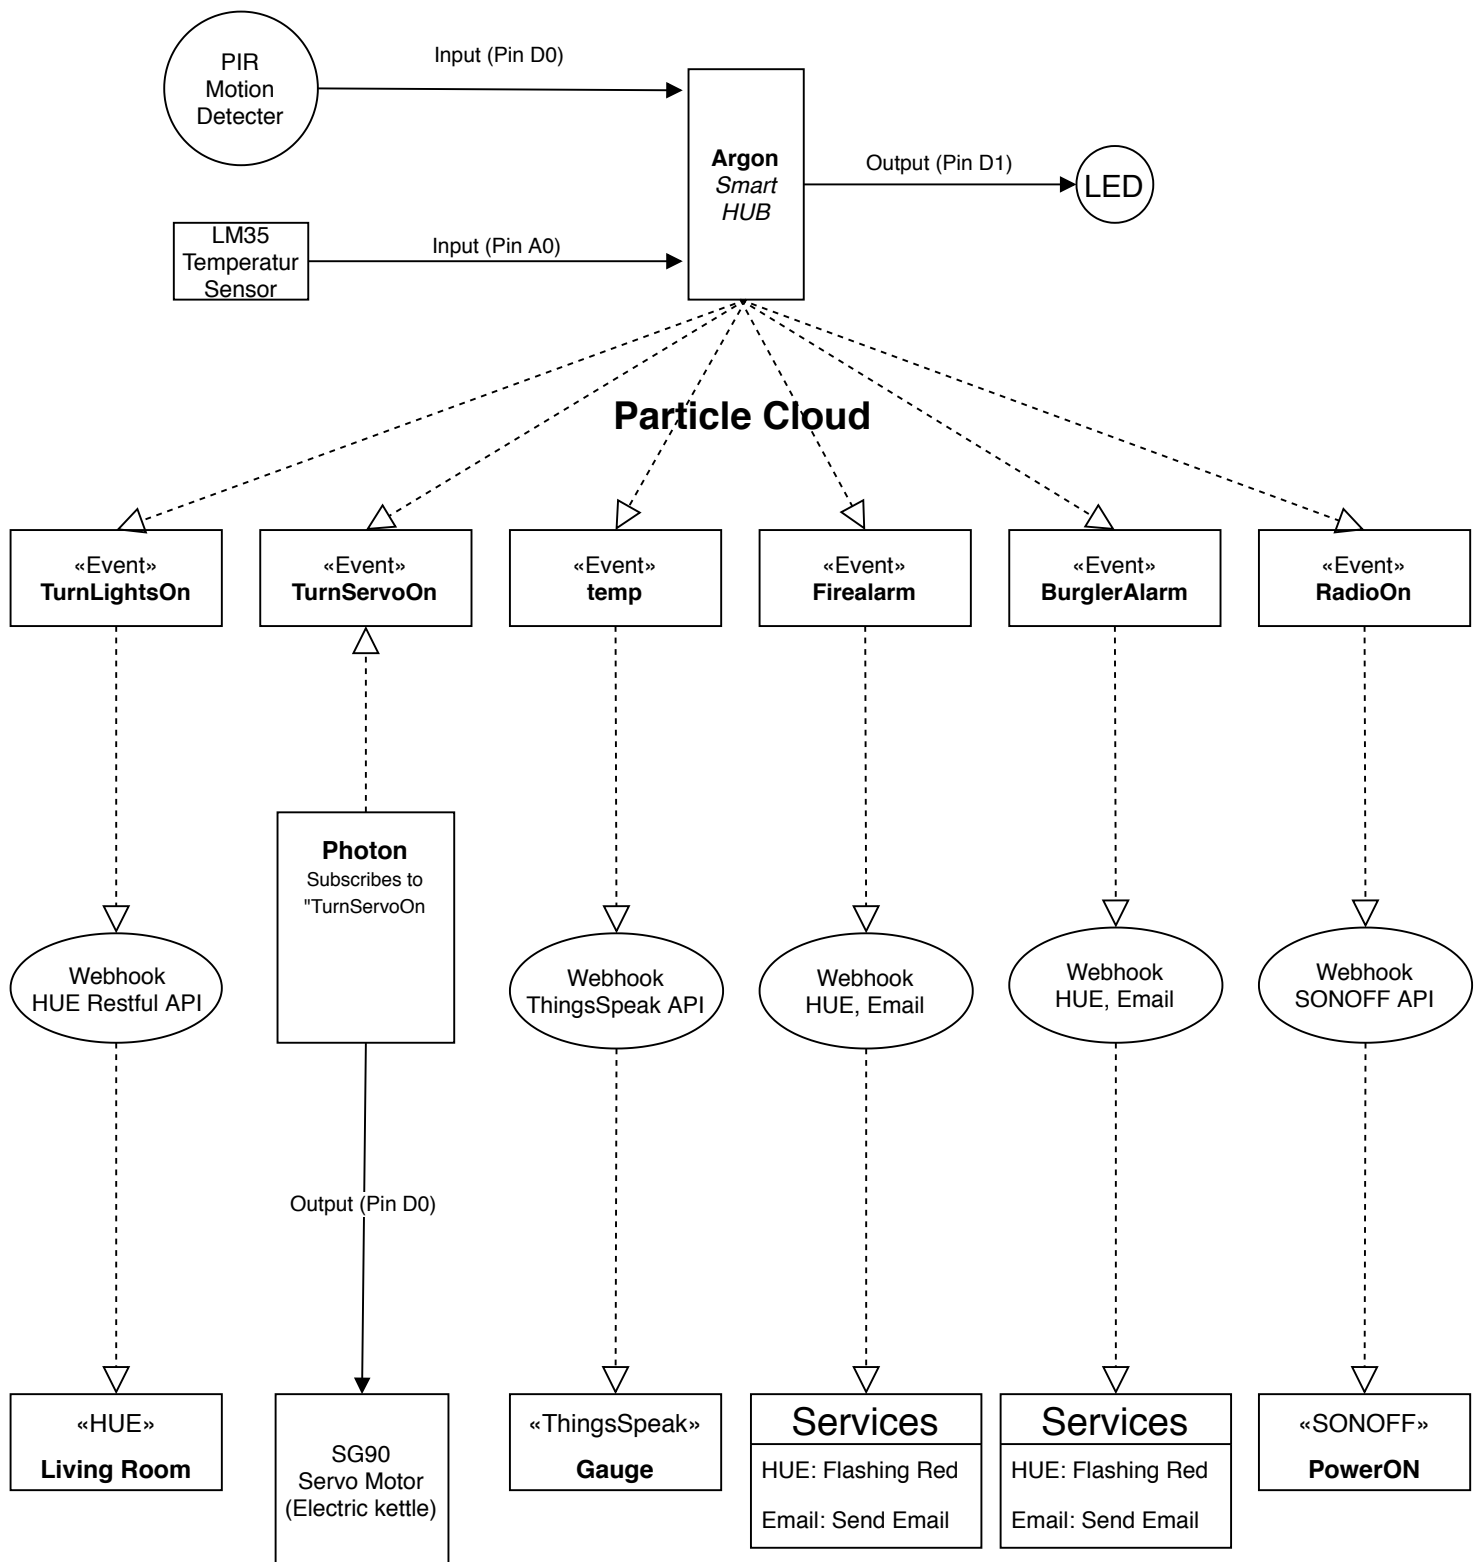 PIR
Motion
Detecter
Input (Pin D0)
Argon
Smart
HUB
Output (Pin D1)
LED
LM35
Temperatur
Sensor
Input (Pin A0)
Particle Cloud
«Event»
TurnLightsOn
«Event»
TurnServoOn
«Event»
temp
«Event»
Firealarm
«Event»
BurglerAlarm
«Event»
RadioOn
Photon
Subscribes to
"TurnServoOn
Webhook
HUE Restful API
Webhook
ThingsSpeak API
Webhook
HUE, Email
Webhook
HUE, Email
Webhook
SONOFF API
Output (Pin D0)
«HUE»
Living Room
SG90
Servo Motor
(Electric kettle)
«ThingsSpeak»
Gauge
Services
HUE: Flashing Red
Email: Send Email
Services
HUE: Flashing Red
Email: Send Email
«SONOFF»
PowerON